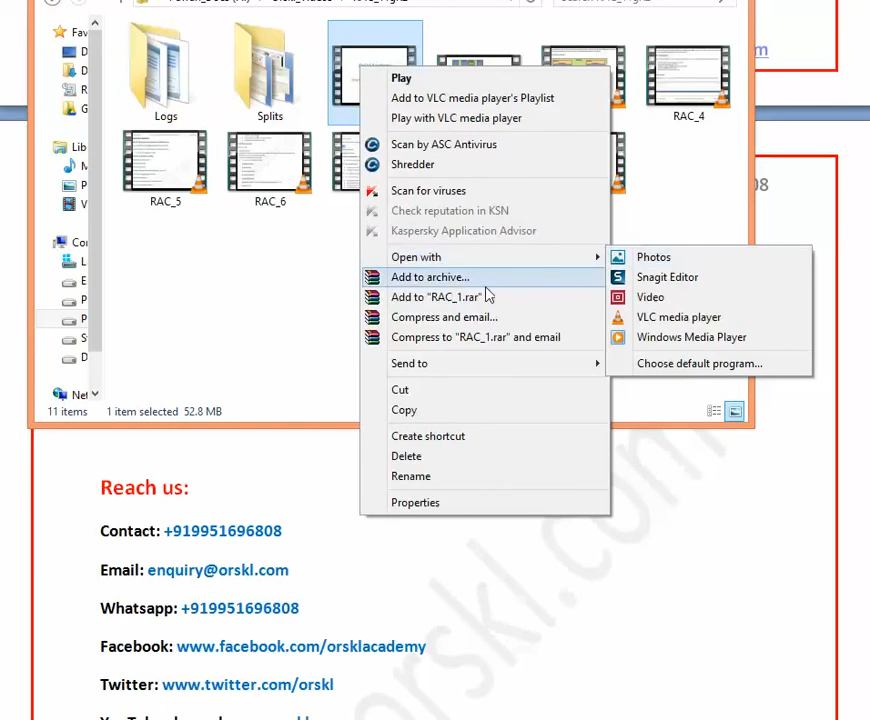 Logs
Splits
RAC_4
RAC_5
RAC_6
08
Play
Add to VLC media player's Playlist
Play with VLC media player
Scan by ASC Antivirus
Shredder
Scan for viruses
Check reputation in KSN
Kaspersky Application Advisor
Open with
Add to archive...
Add to "RAC_1.rar"
Compress and email...
Compress to "RAC_1.rar" and email
Send to
Cut
Copy
Create shortcut
Delete
Rename
Properties
Photos
Snagit Editor
Video
VLC media player
Windows Media Player
Choose default program...
Fav
Lib
11 items 1 item selected 52.8 MB
Reach us:
Contact: +919951696808
Email: enquiry@orskl.com
Whatsapp: +919951696808
Facebook: www.facebook.com/orsklacademy
Twitter: www.twitter.com/orskl
orskl.com